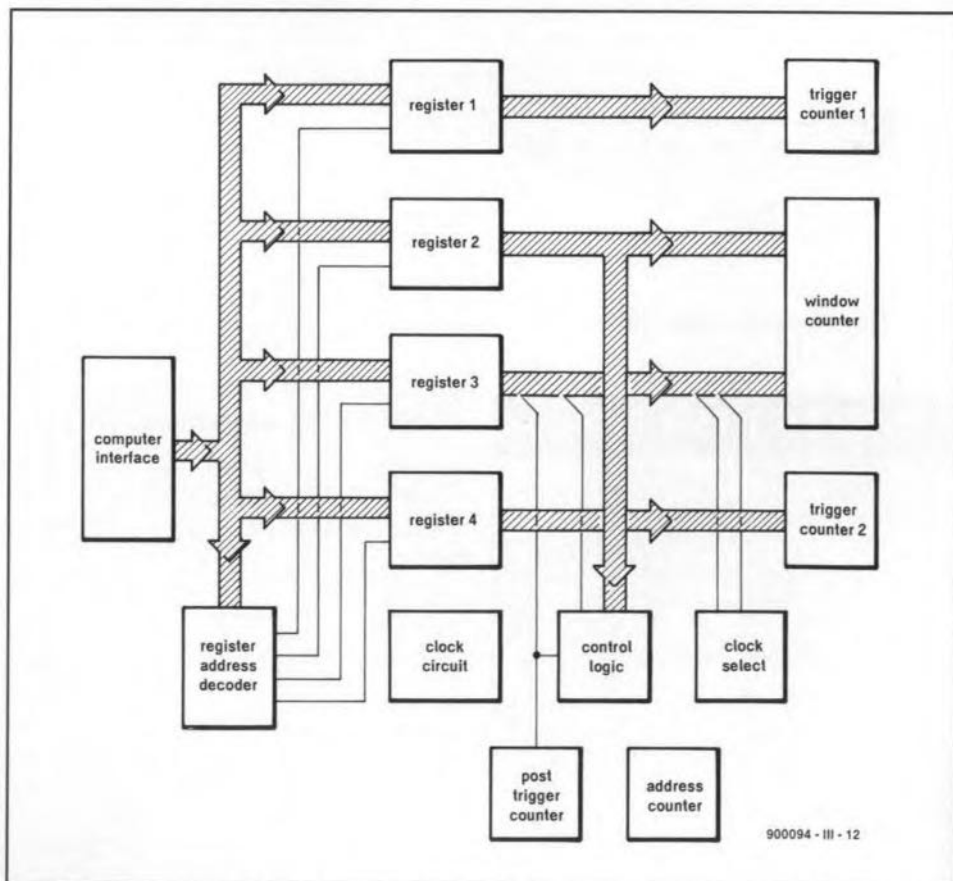 register 1
trigger
counter 1
register 2
window
counter
register 3
computer
interface
register 4
trigger
counter 2
register
address
decoder
clock
circuit
control
logic
clock
select
post
trigger
counter
address
counter
900094 - III - 12